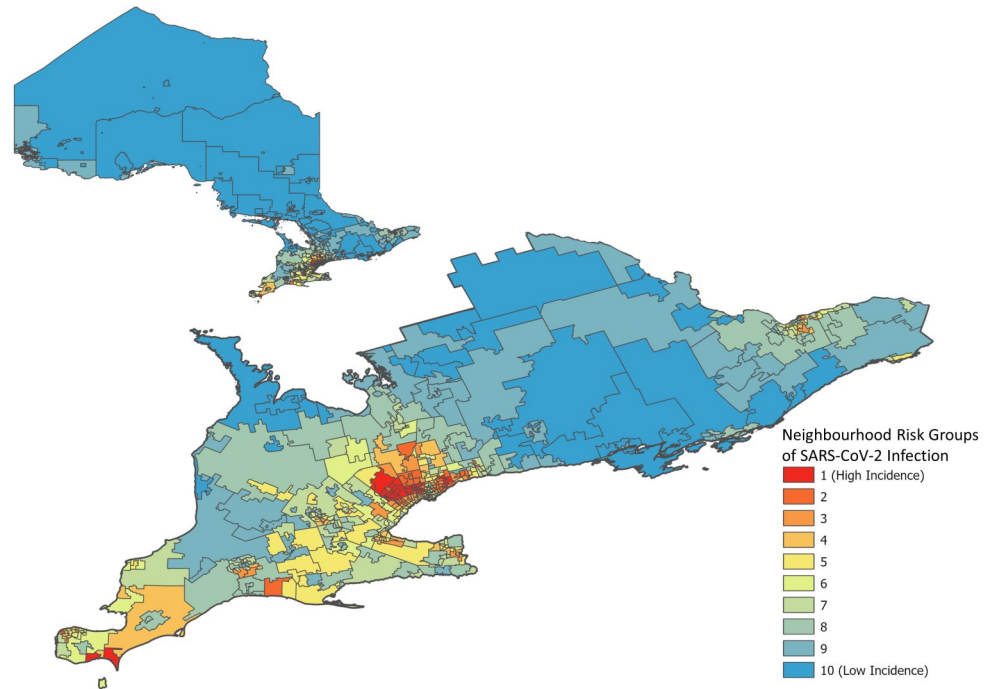 Neighbourhood Risk Groups
of SARS-CoV-2 Infection
1 (High Incidence)
2
3
4
5
6
7
8
9
10 (Low Incidence)